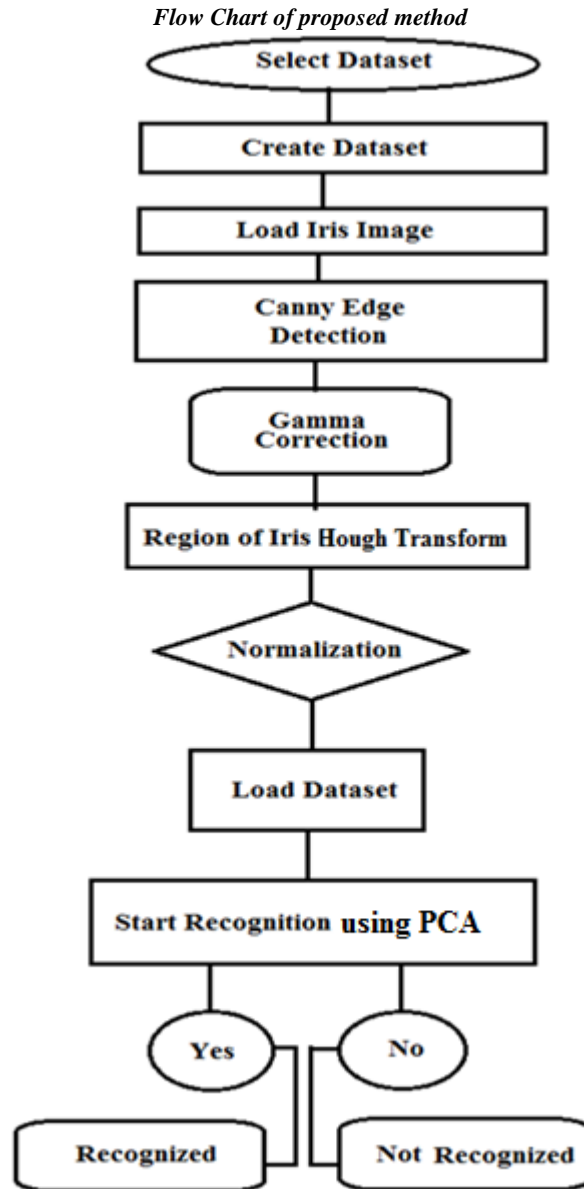 Flow Chart of proposed method
Select Dataset
Create Dataset
Load Iris Image
Canny Edge
Detection
Gamma
Correction
Region of Iris Hough Transform
Normalization
Load Dataset
Start Recognition using PCA
Yes
No
Recognized
Not Recognized